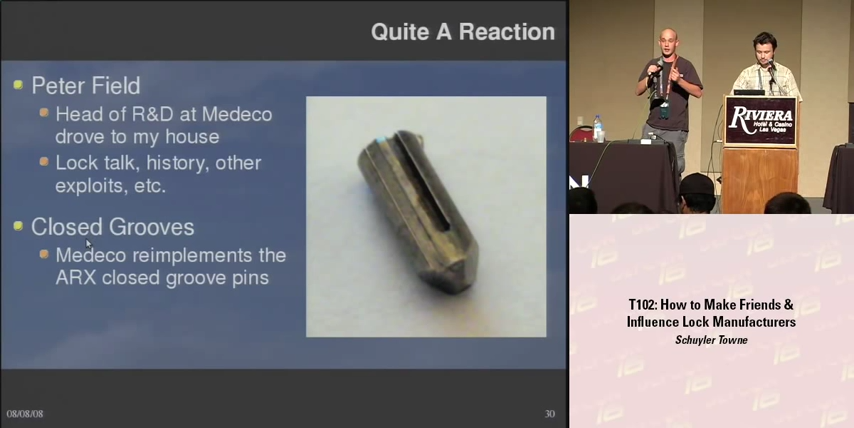 Quite A Reaction
Peter Field
Head of R&D at Medeco
drove to my house
Lock talk, history, other
exploits, etc.
Closed Grooves
Medeco reimplements the
ARX closed groove pins
08/08/08
30
RIVIERA
Hotel & Casino
Las Vegas
T102: How to Make Friends &
Influence Lock Manufacturers
Schuyler Towne